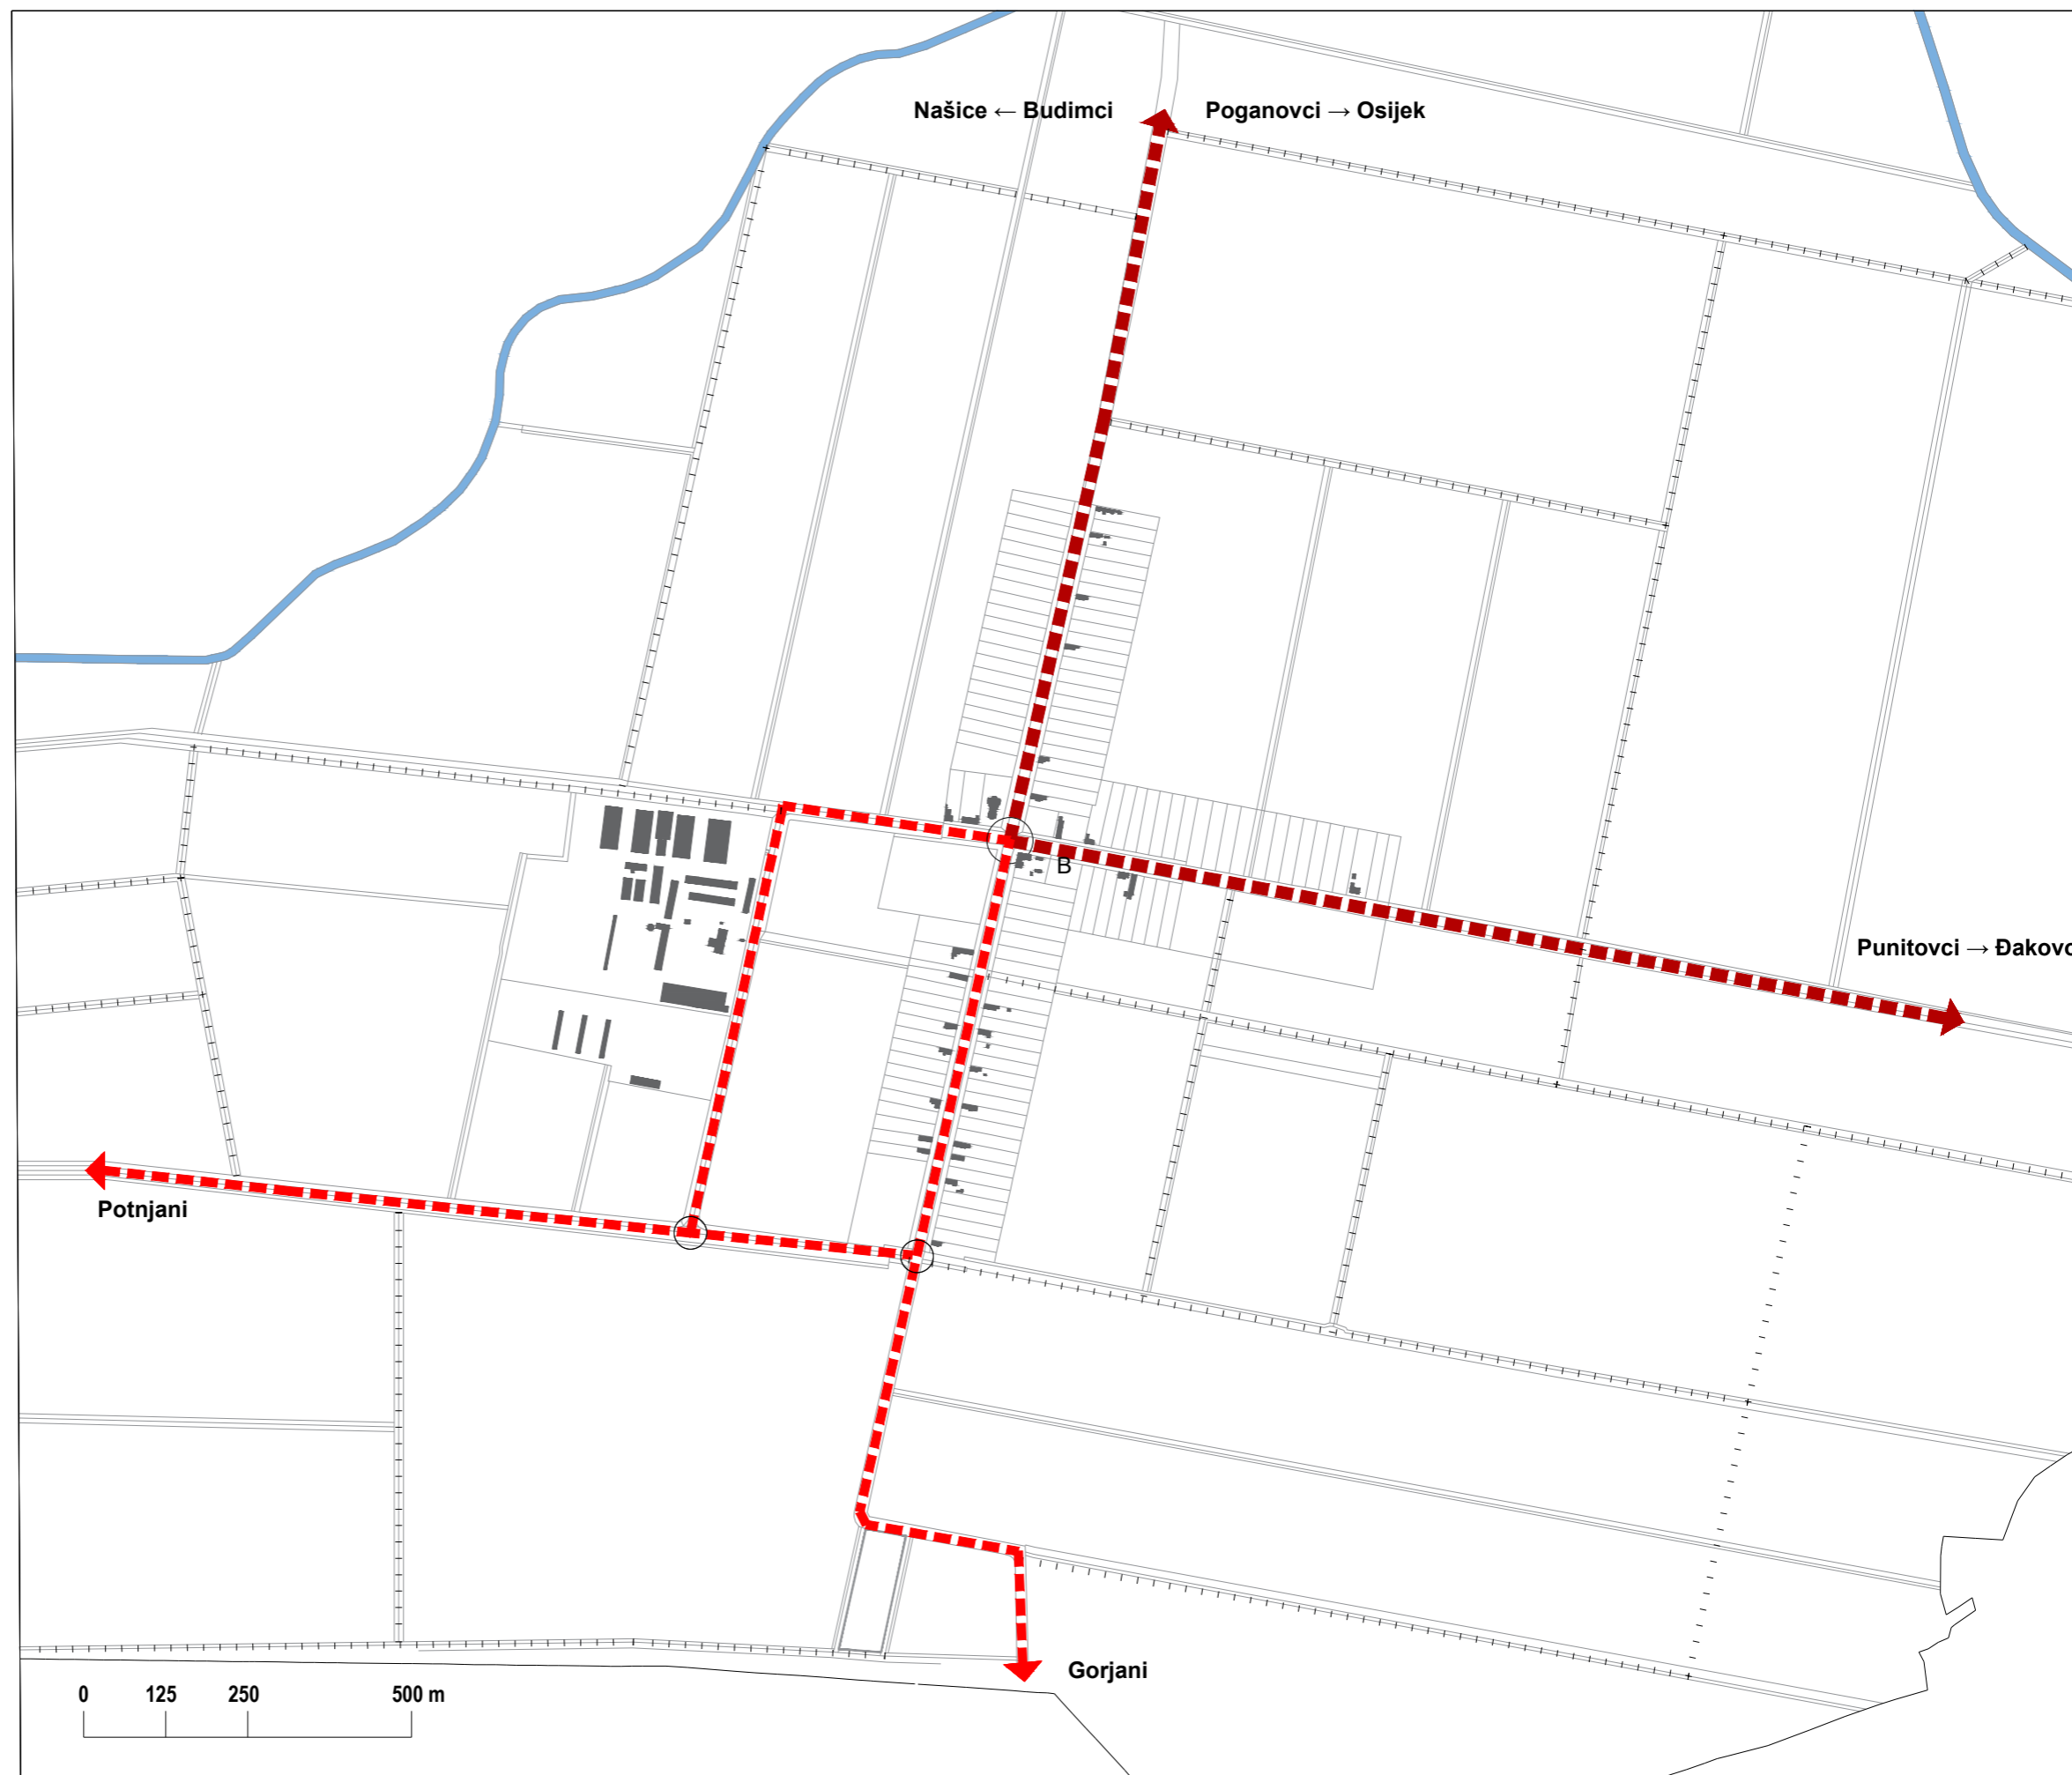 Našice ← Budimci
Poganovci → Osijek
B
Punitovci → Đakovo
Potnjani
Gorjani
0 125 250 500 m